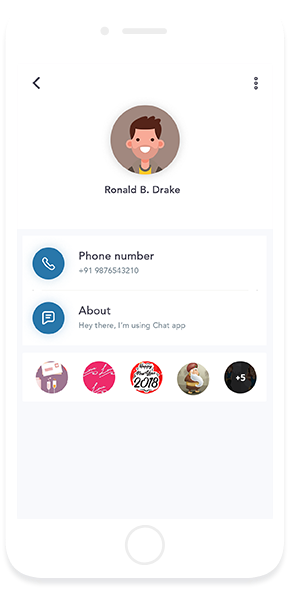 Ronald B. Drake
Phone number
+91 9876543210
About
Hey there, I'm using Chat app
Happy
New Year
2018
+5